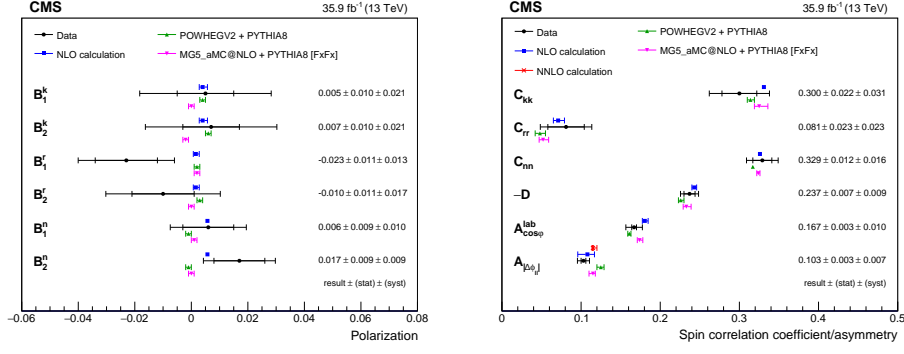 CMS
35.9 fb⁻¹ (13 TeV)
Data
POWHEGV2 + PYTHIA8
NLO calculation
MG5_aMC@NLO + PYTHIA8 [FxFx]
B₁ᵏ 0.005 ± 0.010 ± 0.021
B₂ᵏ 0.007 ± 0.010 ± 0.021
B₁ʳ -0.023 ± 0.011 ± 0.013
B₂ʳ -0.010 ± 0.011 ± 0.017
B₁ⁿ 0.006 ± 0.009 ± 0.010
B₂ⁿ 0.017 ± 0.009 ± 0.009
result ± (stat) ± (syst)
−0.06 −0.04 −0.02 0 0.02 0.04 0.06 0.08
Polarization
CMS
35.9 fb⁻¹ (13 TeV)
Data
POWHEGV2 + PYTHIA8
NLO calculation
MG5_aMC@NLO + PYTHIA8 [FxFx]
NNLO calculation
C_kk 0.300 ± 0.022 ± 0.031
C_rr 0.081 ± 0.023 ± 0.023
C_nn 0.329 ± 0.012 ± 0.016
−D 0.237 ± 0.007 ± 0.009
A_cosφ^lab 0.167 ± 0.003 ± 0.010
A_|Δφ_ll| 0.103 ± 0.003 ± 0.007
result ± (stat) ± (syst)
0 0.1 0.2 0.3 0.4 0.5
Spin correlation coefficient/asymmetry